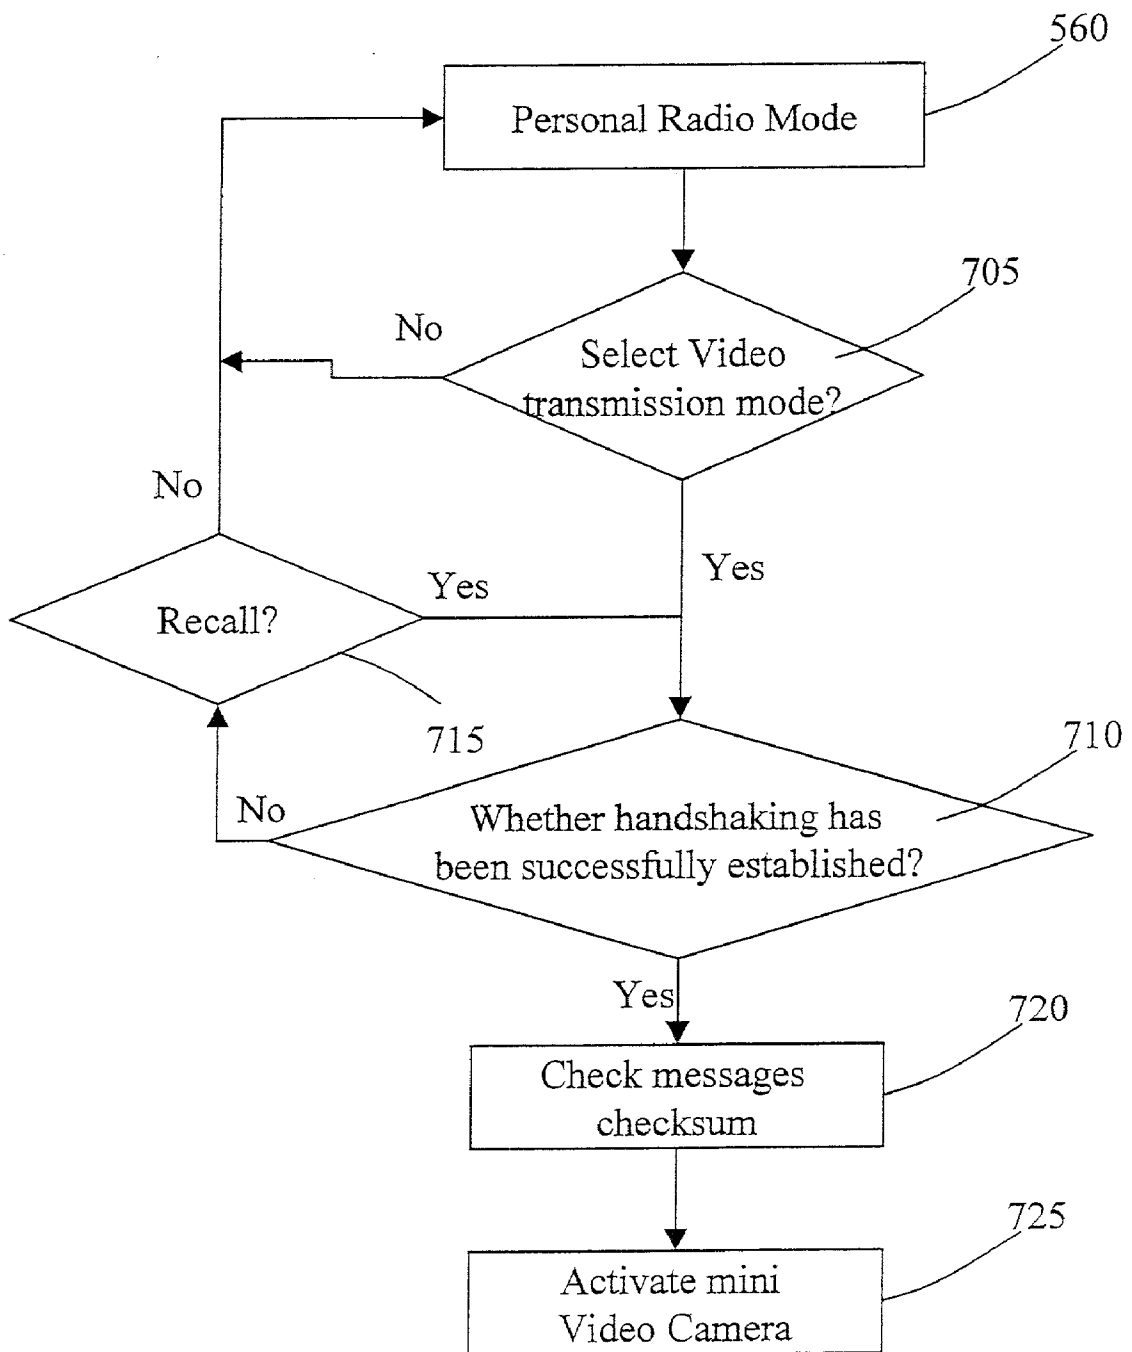 560
Personal Radio Mode
705
No
Select Video
transmission mode?
No
Yes
Yes
Recall?
715
710
No
Whether handshaking has
been successfully established?
Yes
720
Check messages
checksum
725
Activate mini
Video Camera